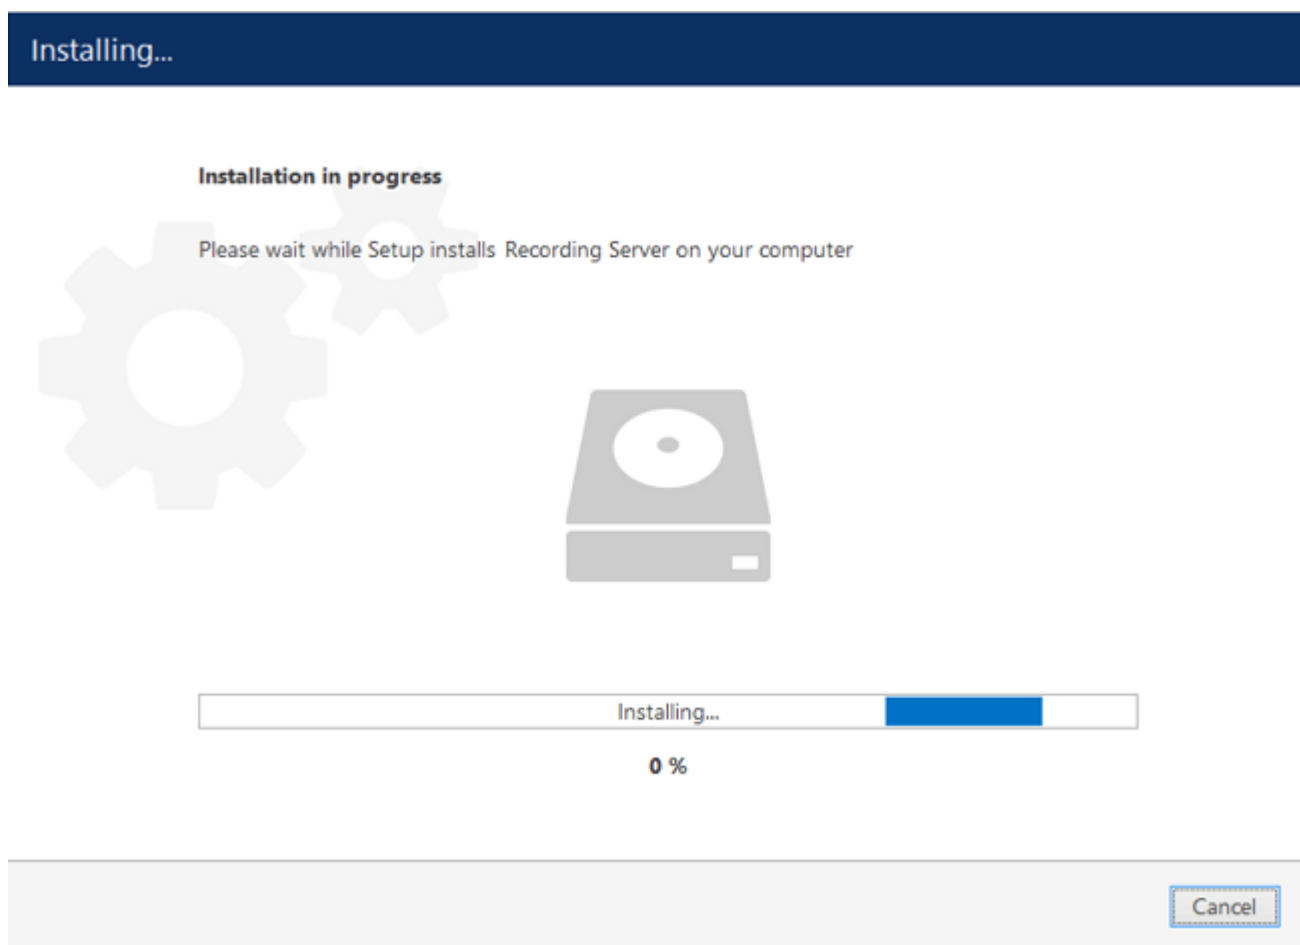 Installing...
Installation in progress
Please wait while Setup installs Recording Server on your computer
Installing...
0 %
Cancel